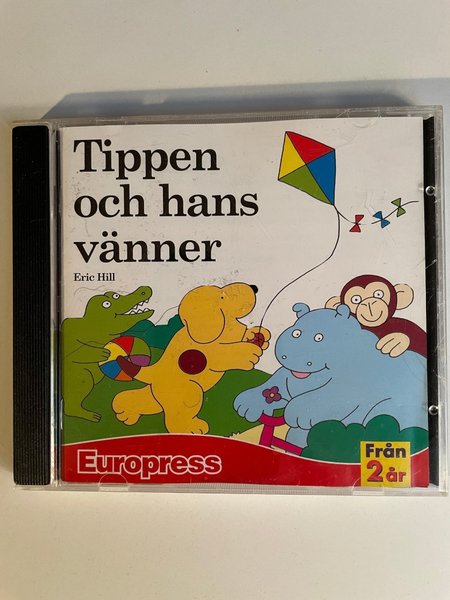 Tippen
och hans
vänner
Eric Hill
Europress
Från
2 år